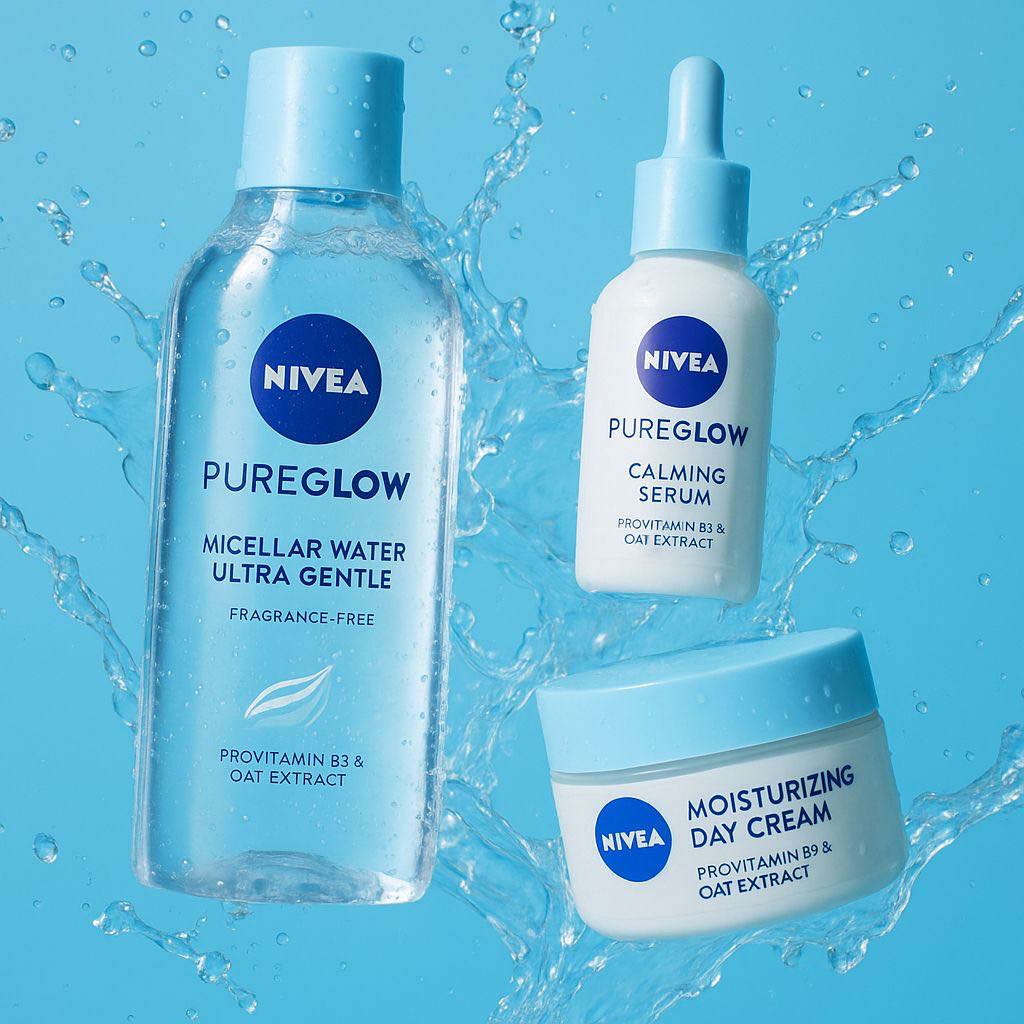 NIVEA
PUREGLOW
MICELLAR WATER
ULTRA GENTLE
FRAGRANCE-FREE
PROVITAMIN B3 &
OAT EXTRACT
NIVEA
PUREGLOW
CALMING
SERUM
PROVITAMIN B3 &
OAT EXTRACT
NIVEA
MOISTURIZING
DAY CREAM
PROVITAMIN B9 &
OAT EXTRACT